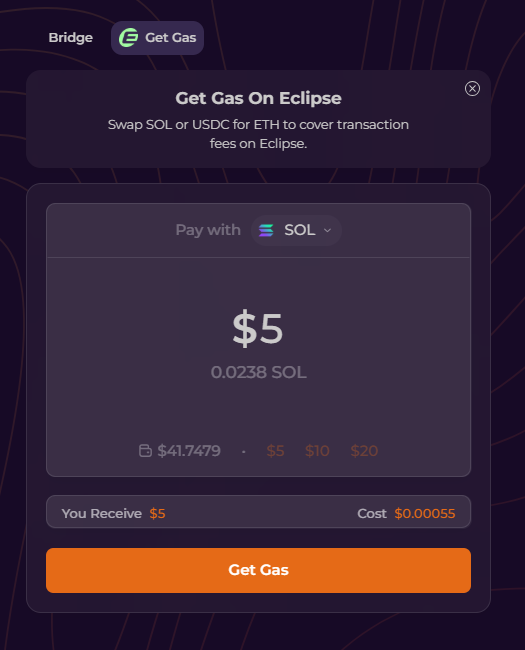 Bridge Get Gas
Get Gas On Eclipse
Swap SOL or USDC for ETH to cover transaction
fees on Eclipse.
Pay with SOL
$5
0.0238 SOL
$41.7479 · $5 $10 $20
You Receive $5 Cost $0.00055
Get Gas